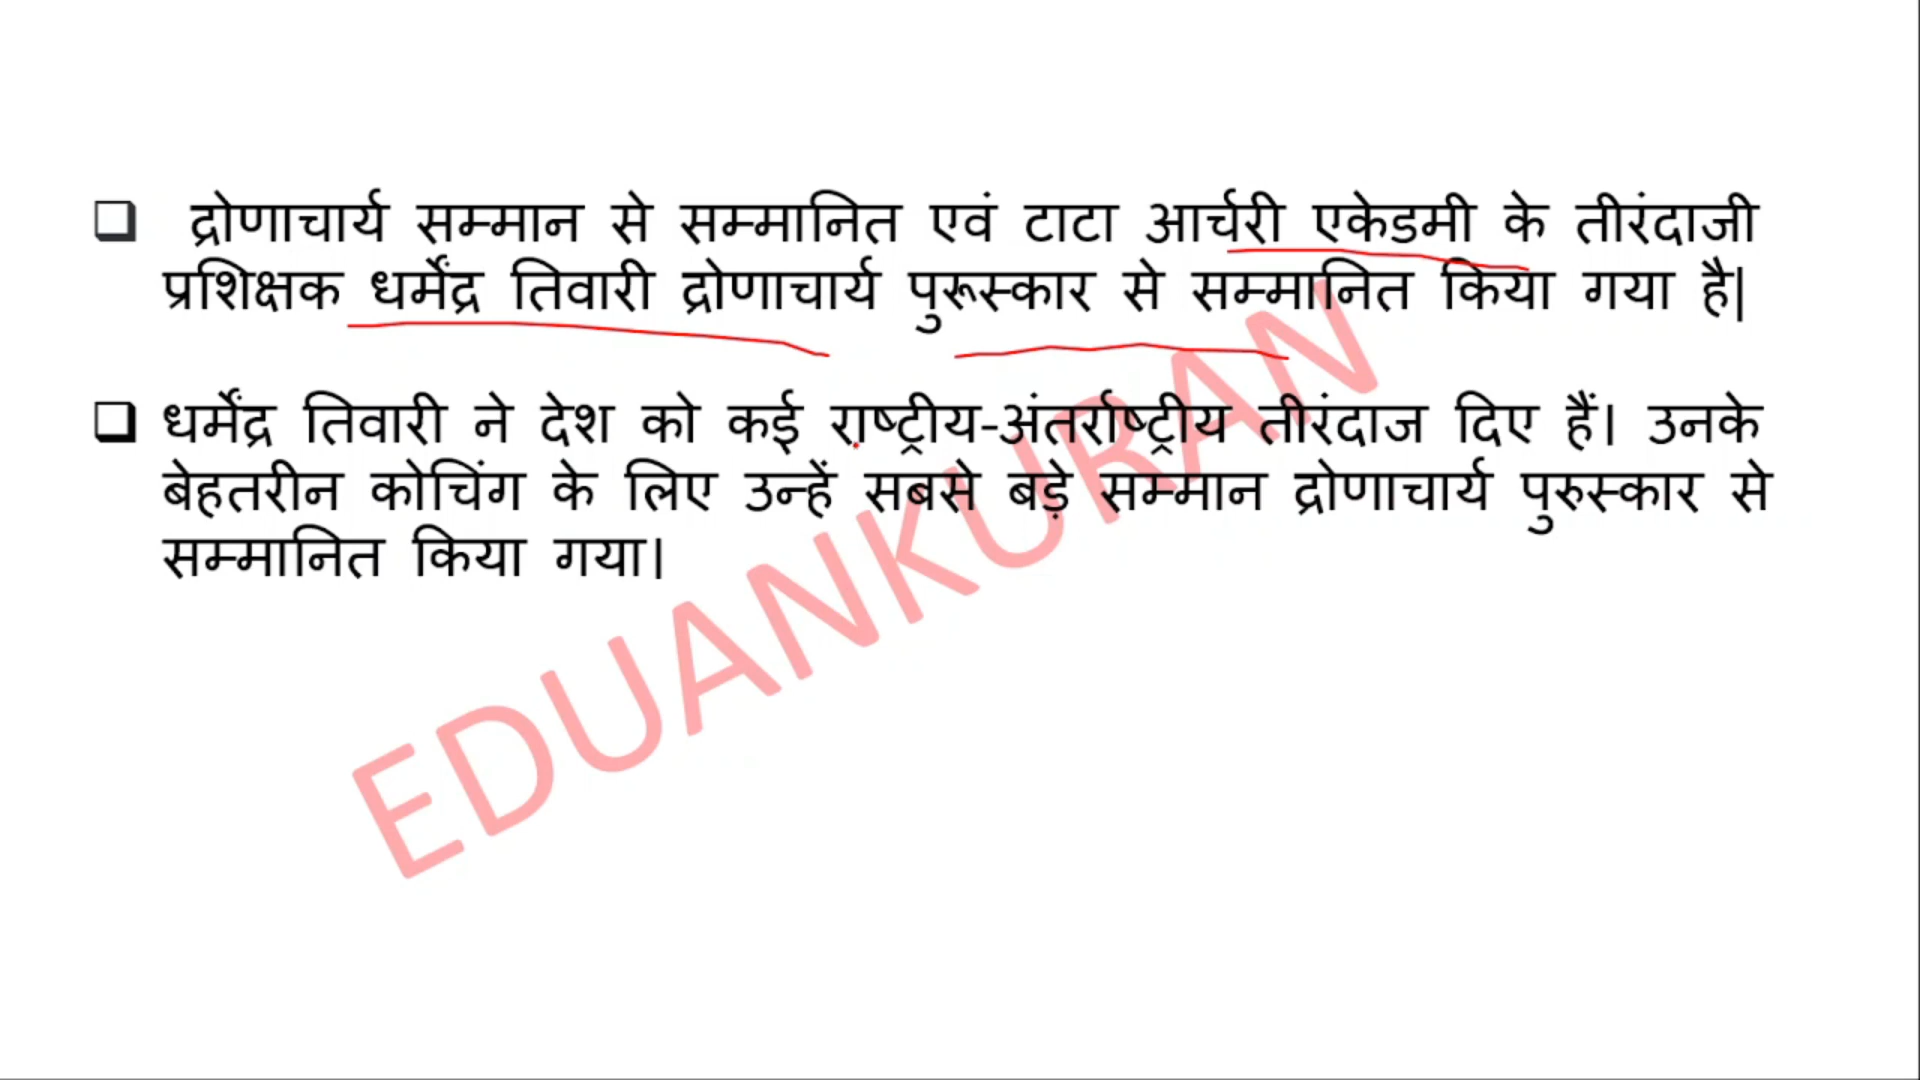 द्रोणाचार्य सम्मान से सम्मानित एवं टाटा आर्चरी एकेडमी के तीरंदाजी
प्रशिक्षक धर्मेंद्र तिवारी द्रोणाचार्य पुरूस्कार से सम्मानित किया गया है|
धर्मेंद्र तिवारी ने देश को कई राष्ट्रीय-अंतर्राष्ट्रीय तीरंदाज दिए हैं। उनके
बेहतरीन कोचिंग के लिए उन्हें सबसे बड़े सम्मान द्रोणाचार्य पुरुस्कार से
सम्मानित किया गया।
EDUANKURAN